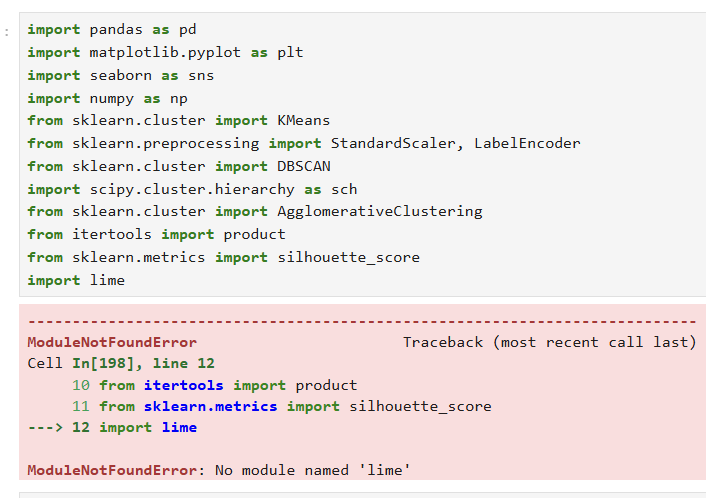 :
import pandas as pd
import matplotlib.pyplot as plt
import seaborn as sns
import numpy as np
from sklearn.cluster import KMeans
from sklearn.preprocessing import StandardScaler, LabelEncoder
from sklearn.cluster import DBSCAN
import scipy.cluster.hierarchy as sch
from sklearn.cluster import AgglomerativeClustering
from itertools import product
from sklearn.metrics import silhouette_score
import lime
---------------------------------------------------------------------------
ModuleNotFoundError                       Traceback (most recent call last)
Cell In[198], line 12
     10 from itertools import product
     11 from sklearn.metrics import silhouette_score
---> 12 import lime
ModuleNotFoundError: No module named 'lime'